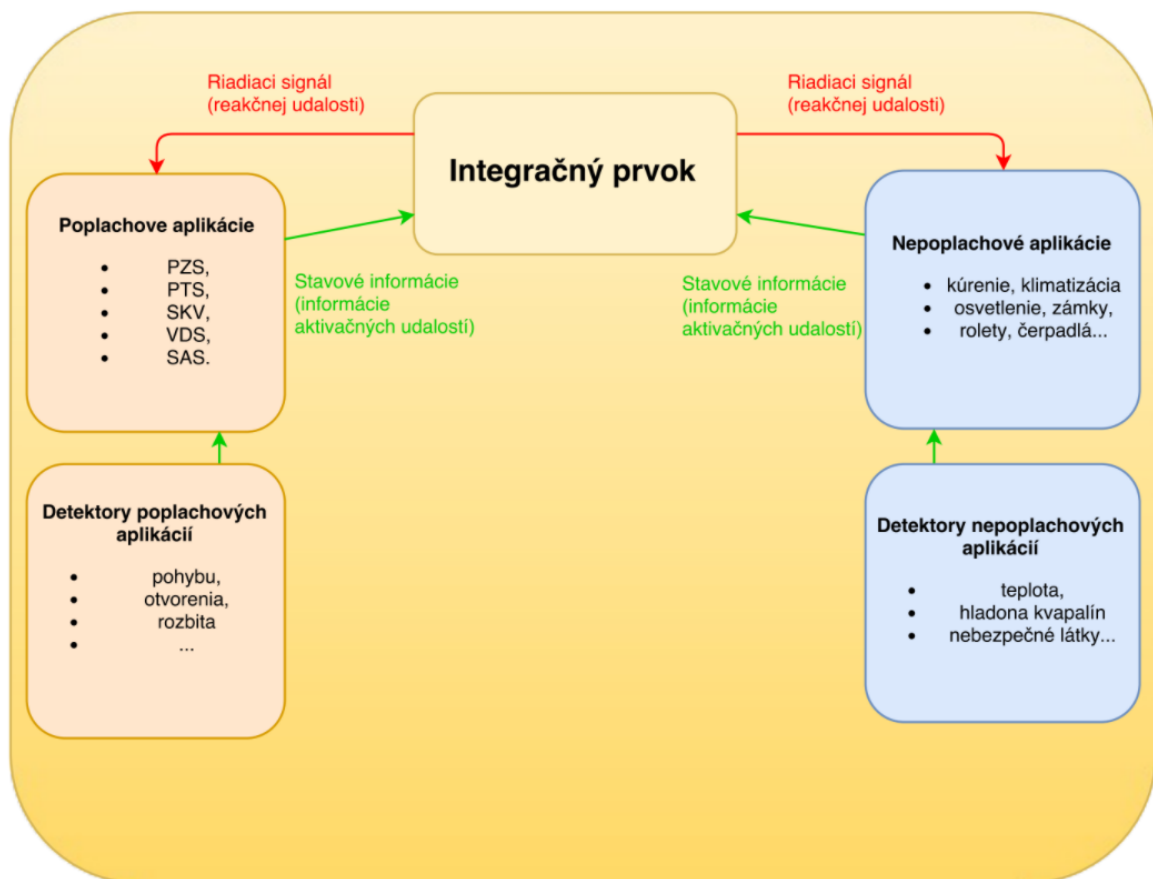 Riadiaci signál
(reakčnej udalosti)
Riadiaci signál
(reakčnej udalosti)
Integračný prvok
Poplachove aplikácie
• PZS,
• PTS,
• SKV,
• VDS,
• SAS.
Stavové informácie
(informácie
aktivačných udalostí)
Stavové informácie
(informácie
aktivačných udalostí)
Nepoplachové aplikácie
• kúrenie, klimatizácia
• osvetlenie, zámky,
• rolety, čerpadlá...
Detektory poplachových
aplikácií
• pohybu,
• otvorenia,
• rozbita
• ...
Detektory nepoplachových
aplikácií
• teplota,
• hladona kvapalín
• nebezpečné látky...